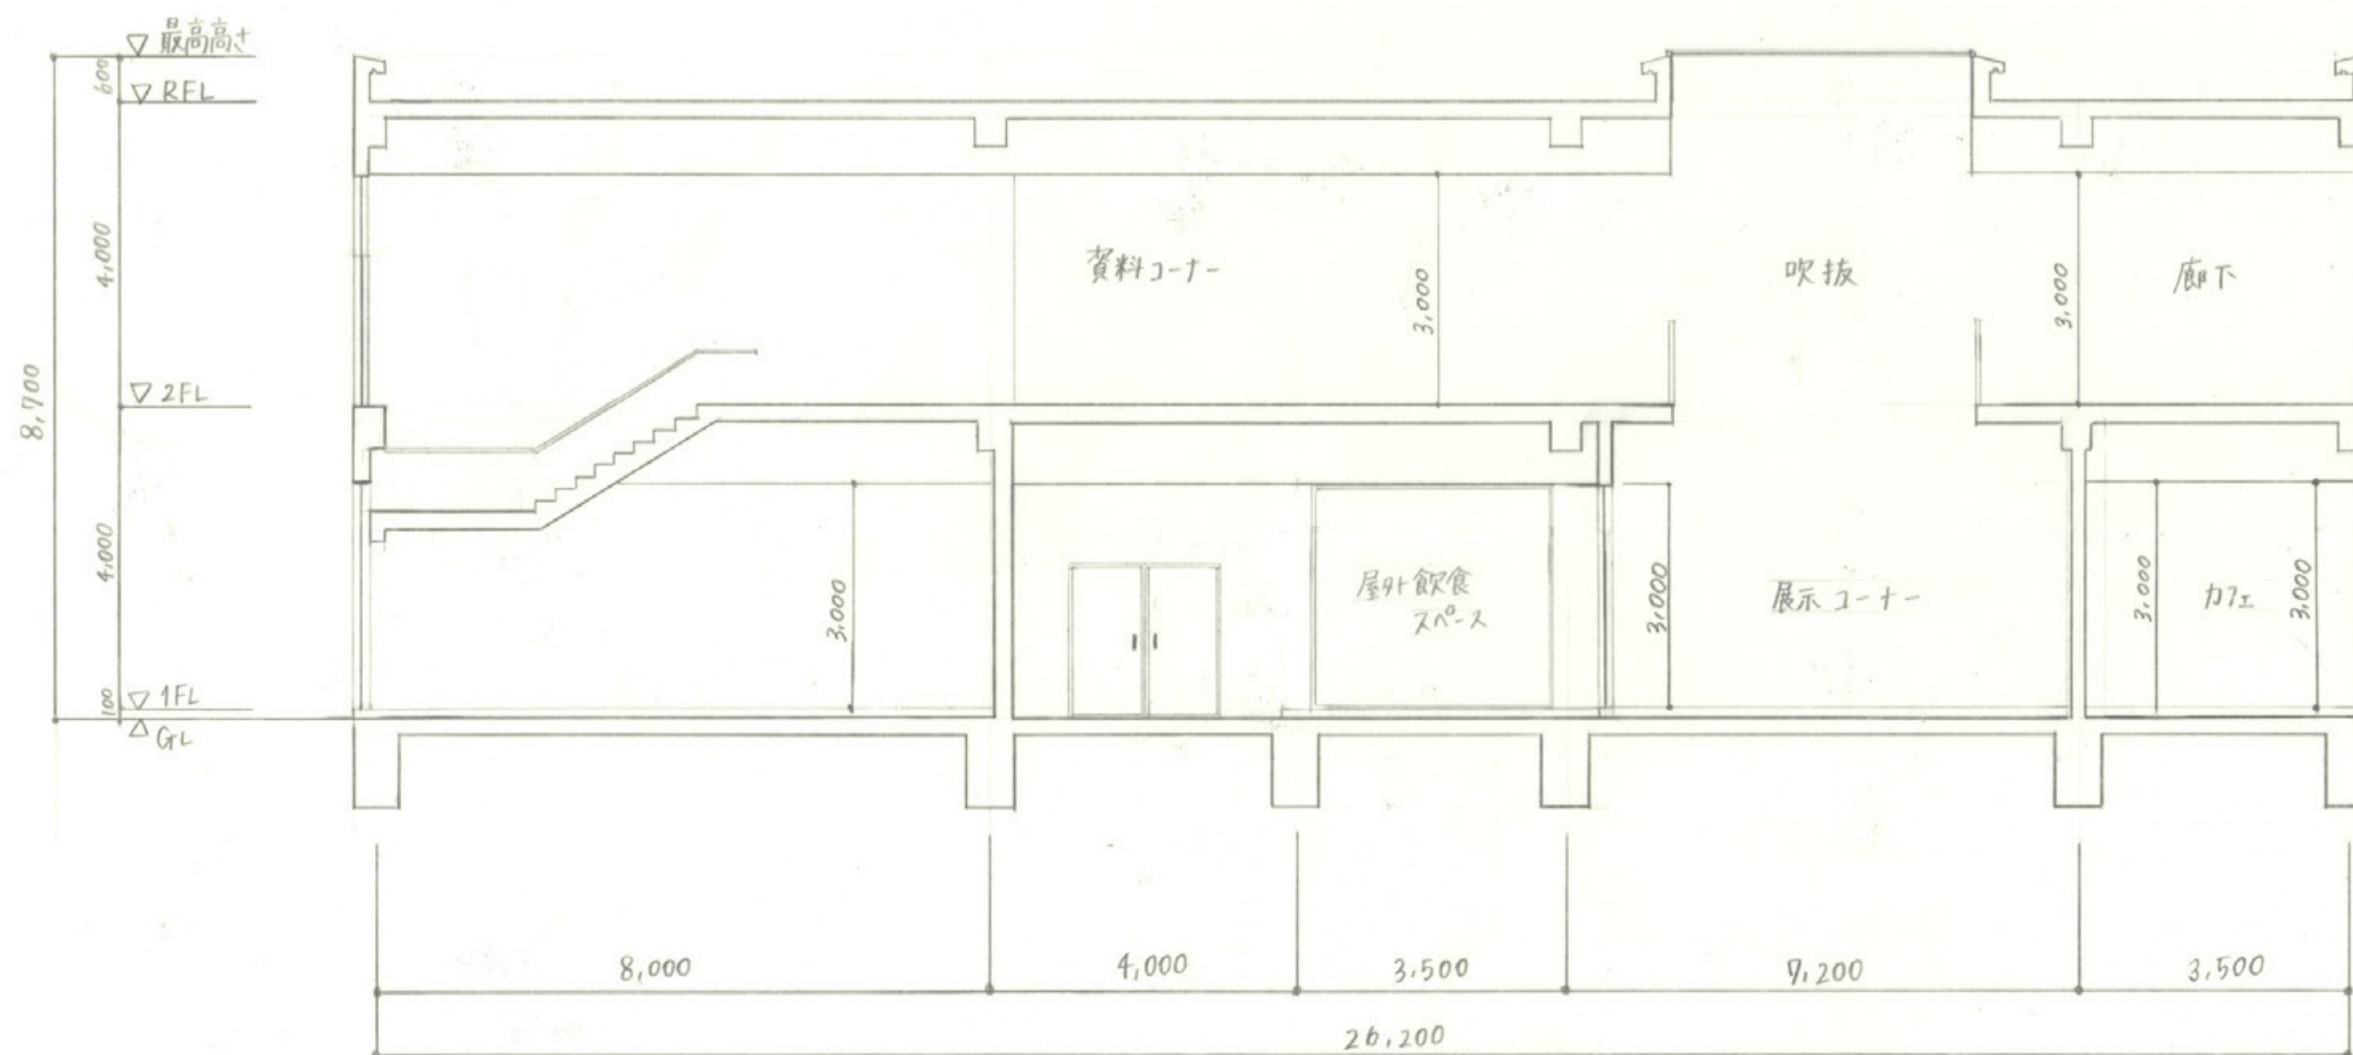 ▽ 最高高さ
600
▽ RFL
4,000
8,700
▽ 2FL
4,000
▽ 1FL
100
△ GL
資料コーナー
3,000
吹抜
3,000
廊下
3,000
屋外飲食
スペース
3,000
展示コーナー
3,000
カフェ
3,000
8,000
4,000
3,500
7,200
3,500
26,200